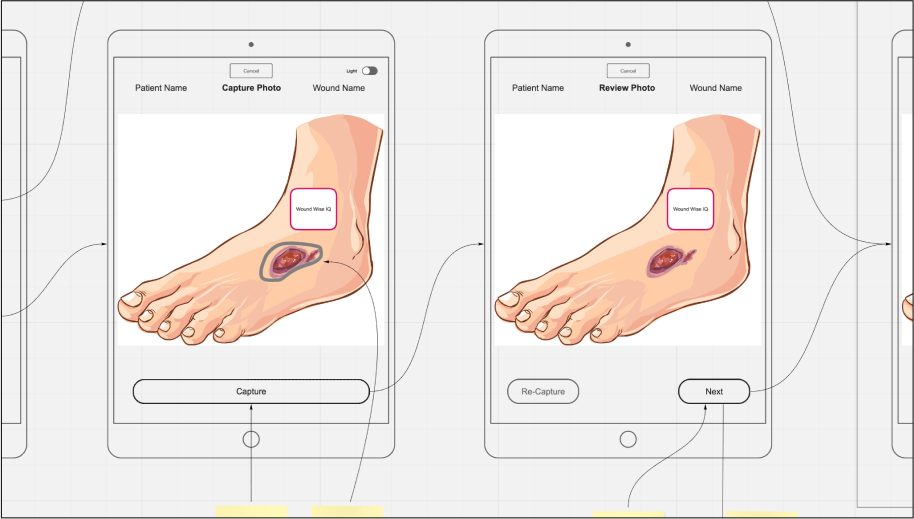 Cancel
Light
Patient Name
Capture Photo
Wound Name
Wound Wise IQ
Capture
Cancel
Patient Name
Review Photo
Wound Name
Wound Wise IQ
Re-Capture
Next